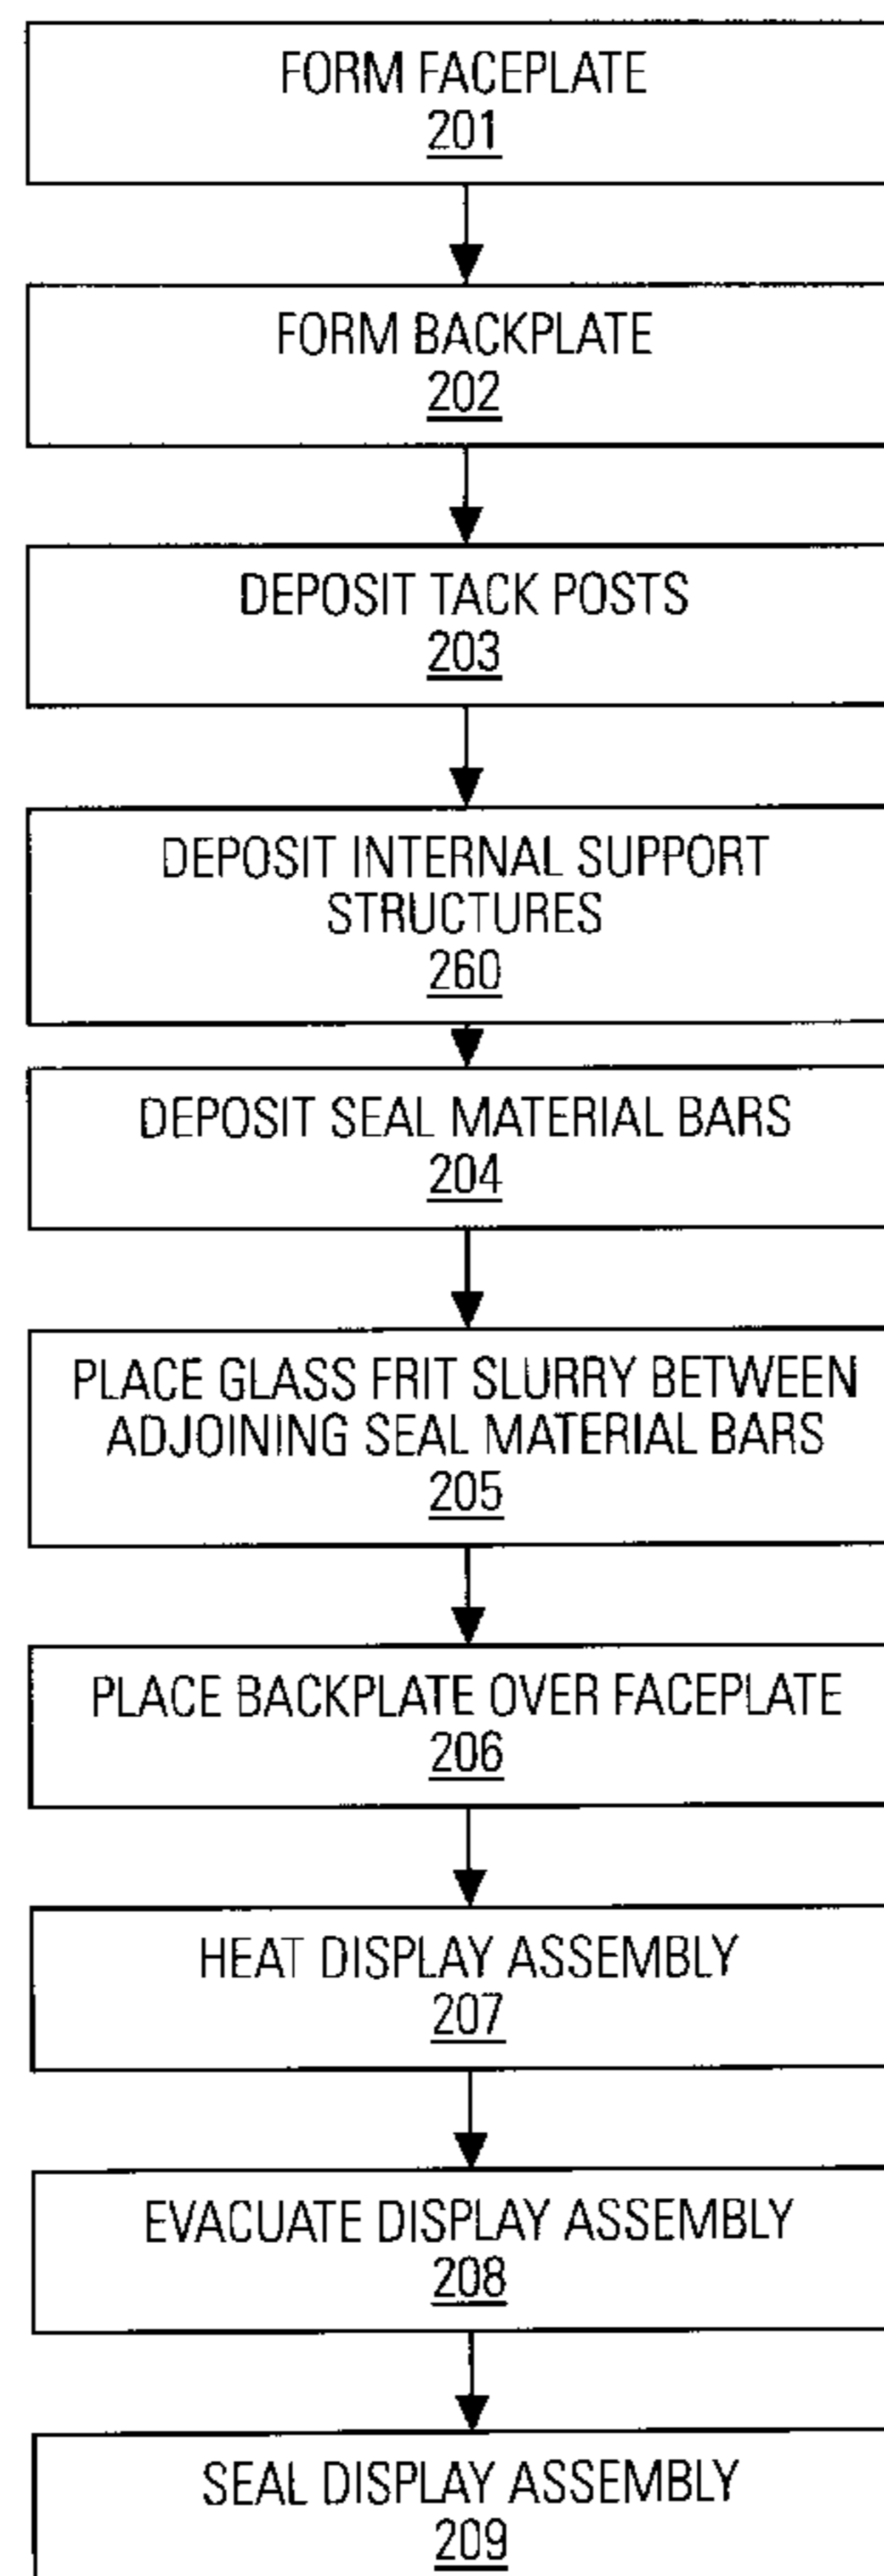 FORM FACEPLATE
201
FORM BACKPLATE
202
DEPOSIT TACK POSTS
203
DEPOSIT INTERNAL SUPPORT
STRUCTURES
260
DEPOSIT SEAL MATERIAL BARS
204
PLACE GLASS FRIT SLURRY BETWEEN
ADJOINING SEAL MATERIAL BARS
205
PLACE BACKPLATE OVER FACEPLATE
206
HEAT DISPLAY ASSEMBLY
207
EVACUATE DISPLAY ASSEMBLY
208
SEAL DISPLAY ASSEMBLY
209